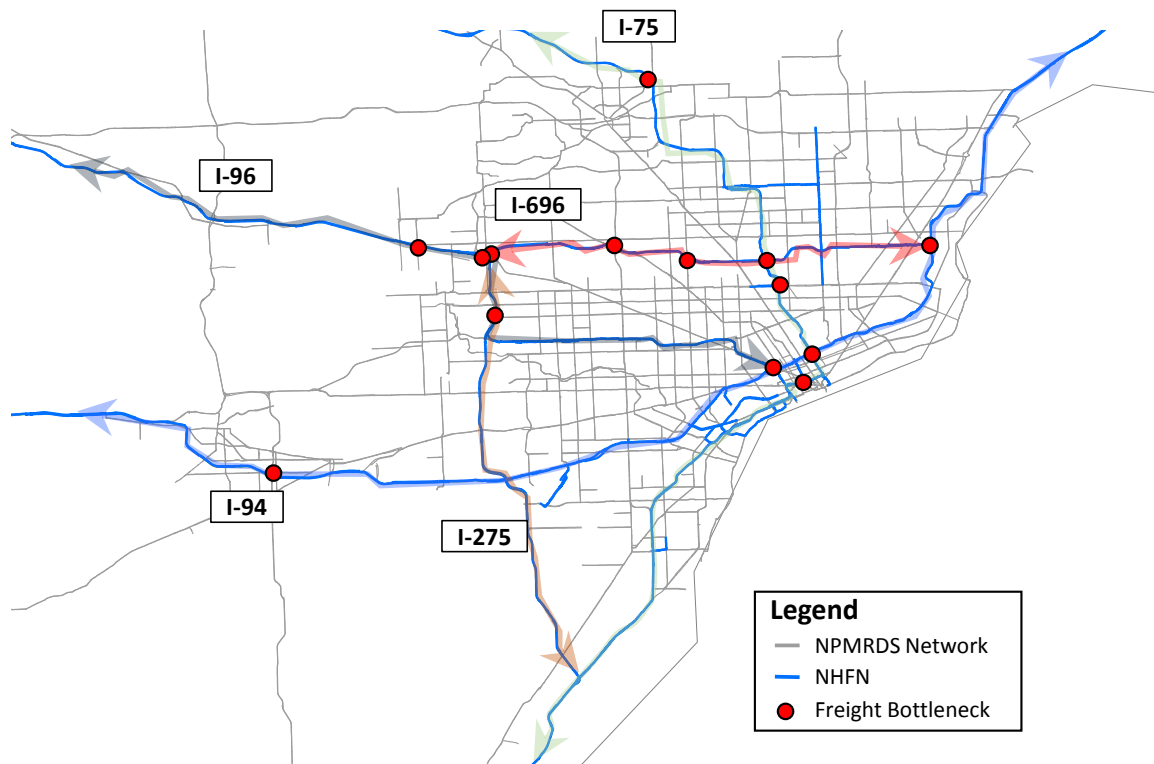 I-75
I-96
I-696
I-94
I-275
Legend
NPMRDS Network
NHFN
Freight Bottleneck